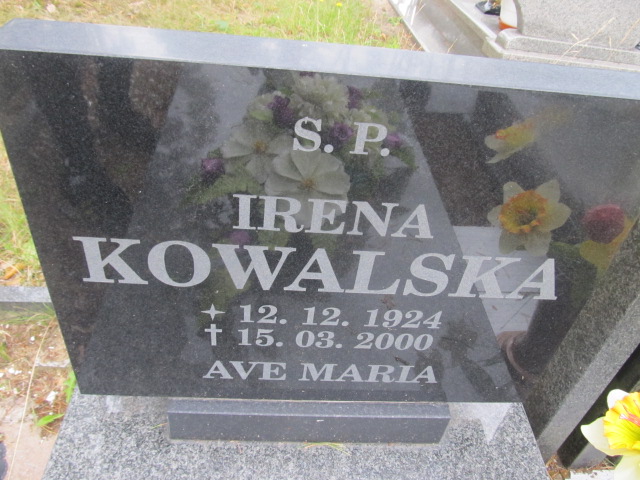 S. P.
IRENA
KOWALSKA
✦ 12. 12. 1924
† 15. 03. 2000
AVE MARIA